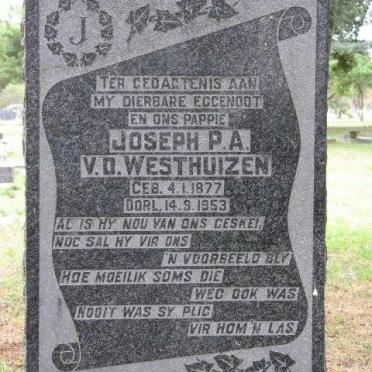 J
TER GEDAGTENIS AAN
MY DIERBARE EGGENOOT
EN ONS PAPPIE
JOSEPH P.A.
V.D. WESTHUIZEN
GEB. 4.1.1877
OORL. 14.9.1953
AL IS HY NOU VAN ONS GESKEI,
NOG SAL HY VIR ONS
'N VOORBEELD BLY
HOE MOEILIK SOMS DIE
WEG OOK WAS
NOOIT WAS SY PLIG
VIR HOM 'N LAS